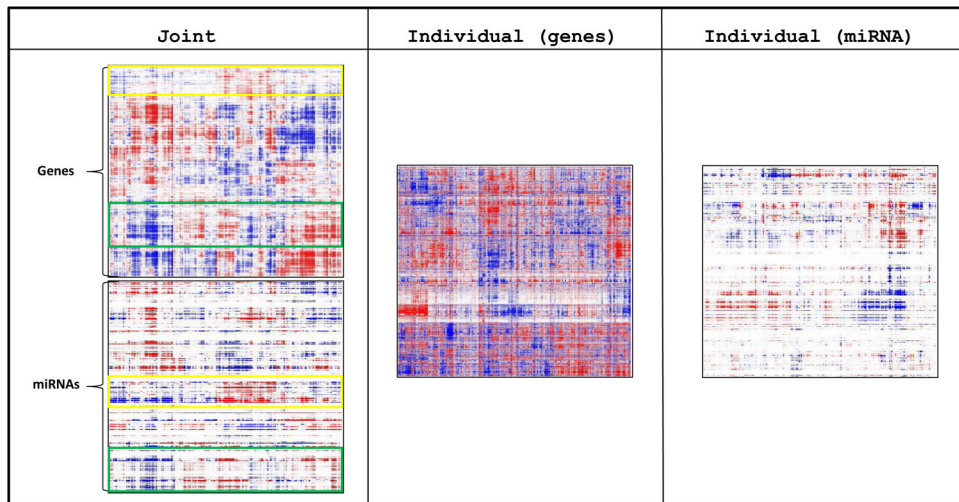 Joint
Individual (genes)
Individual (miRNA)
Genes
miRNAs